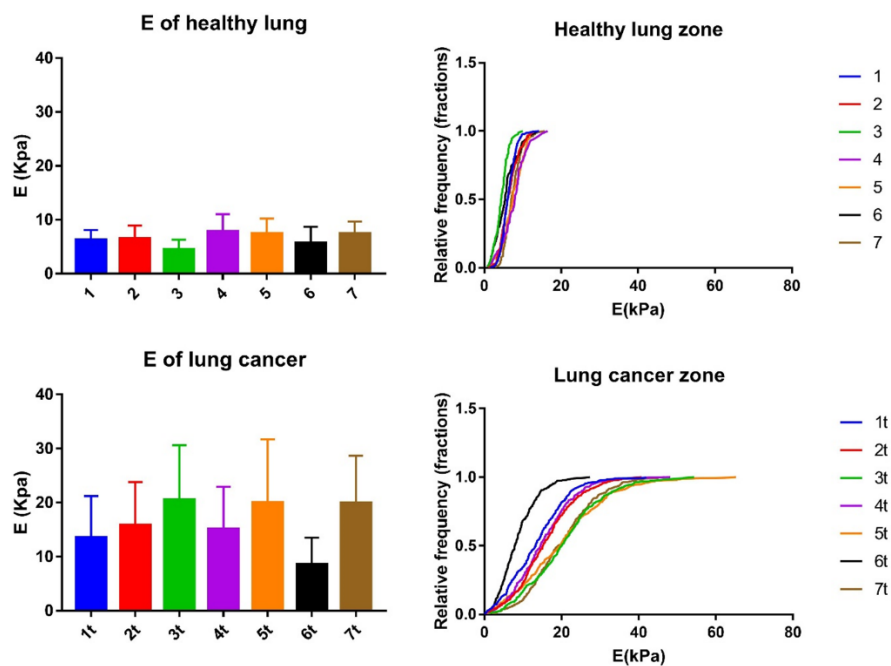 E of healthy lung
E (Kpa)
40
30
20
10
0
1 2 3 4 5 6 7
Healthy lung zone
Relative frequency (fractions)
1.5
1.0
0.5
0.0
0 20 40 60 80
E(kPa)
1
2
3
4
5
6
7
E of lung cancer
E (Kpa)
40
30
20
10
0
1t 2t 3t 4t 5t 6t 7t
Lung cancer zone
Relative frequency (fractions)
1.5
1.0
0.5
0.0
0 20 40 60 80
E(kPa)
1t
2t
3t
4t
5t
6t
7t